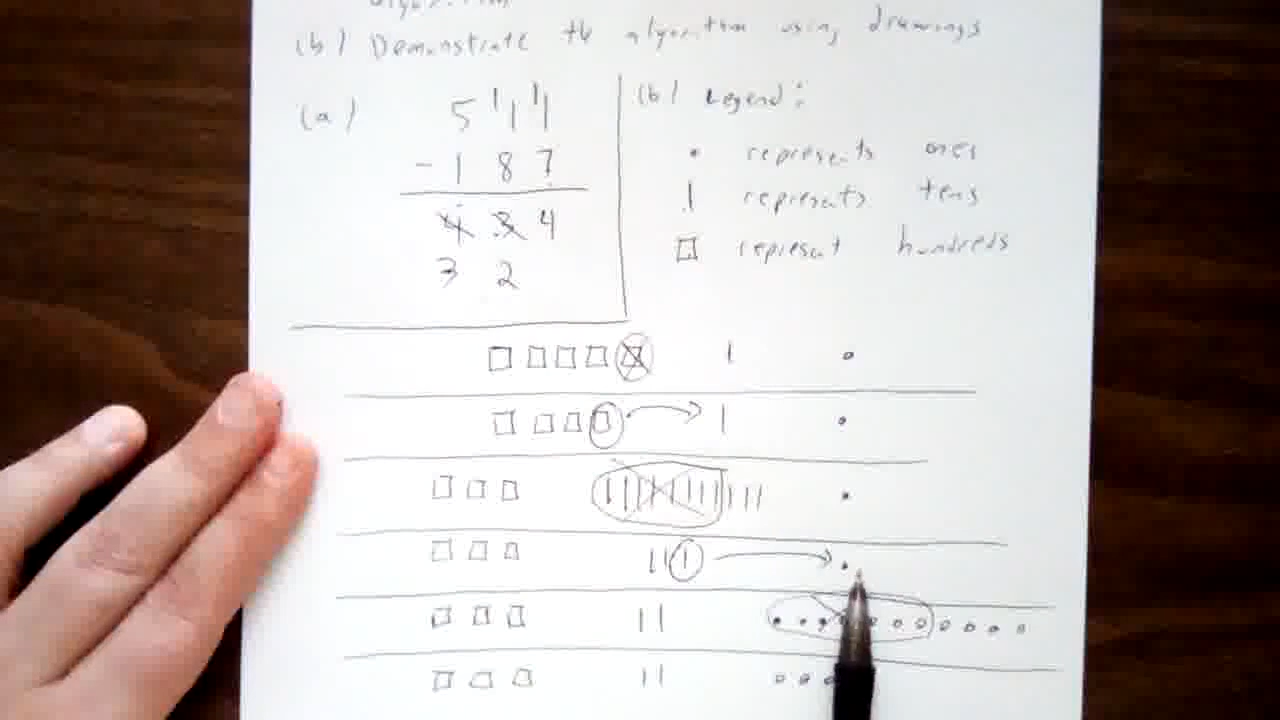 (b) Demonstrate the algorithm using drawings
(a)
5 1 1
- 1 8 7
4 3 4
3 2
(b) Legend:
represents ones
represents tens
represent hundreds